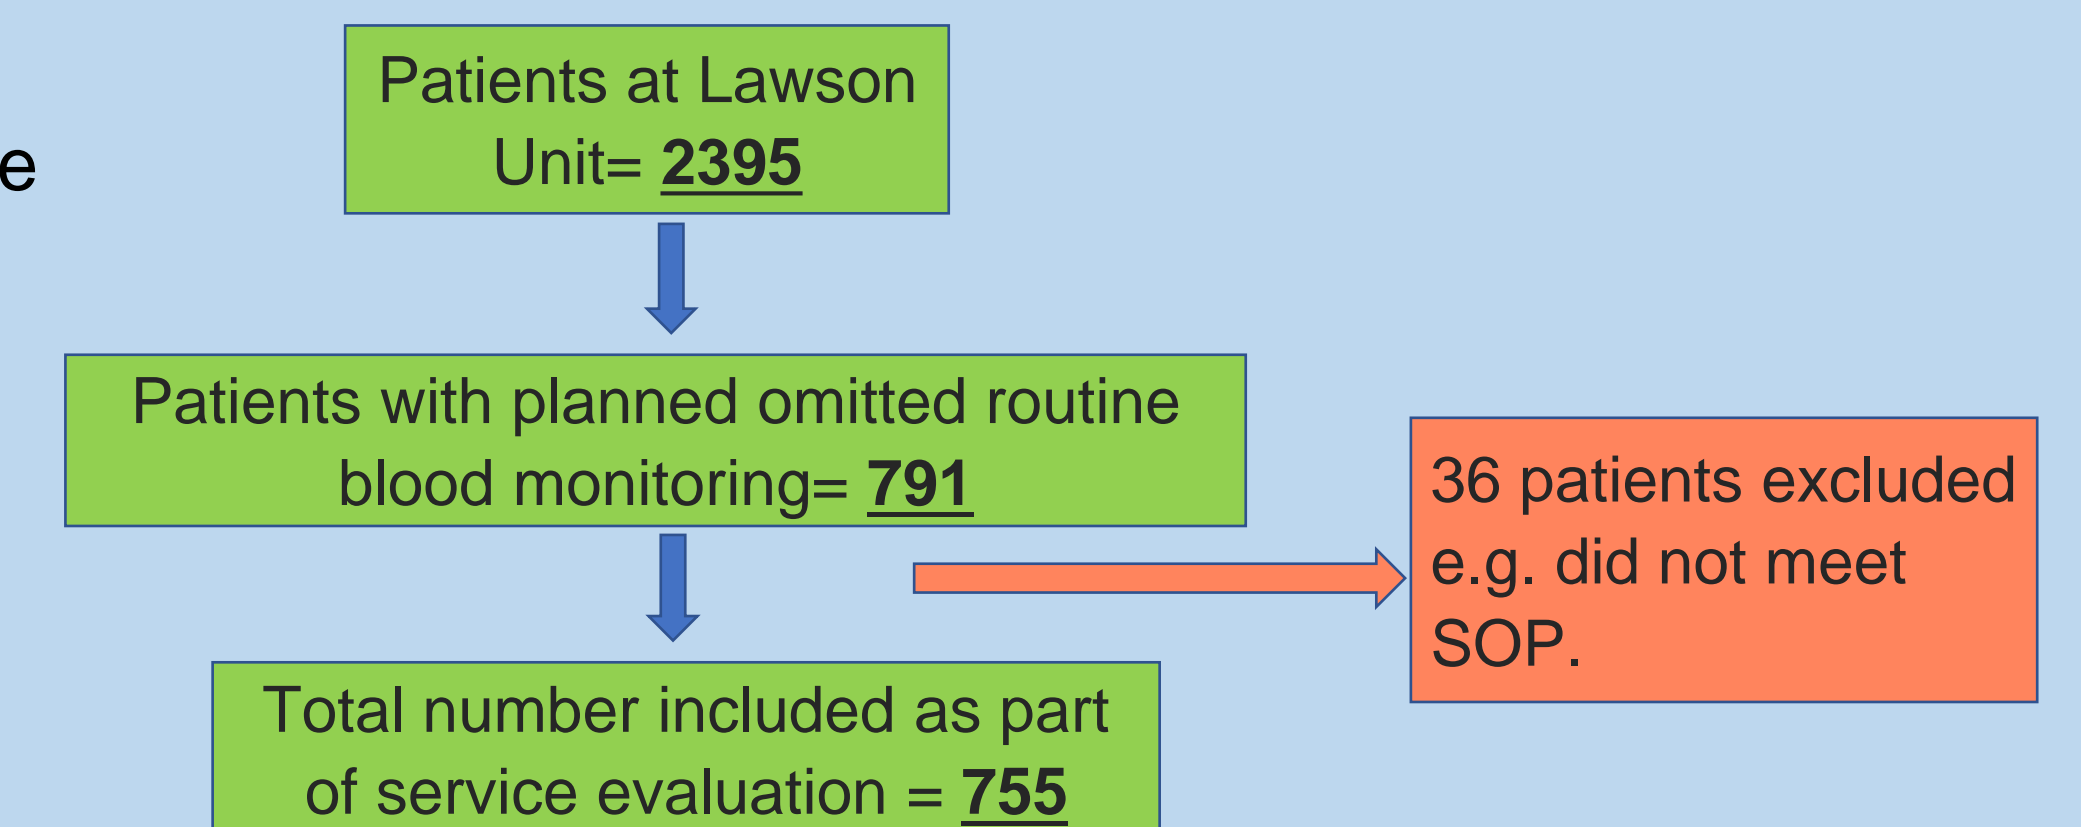 Patients at Lawson
Unit= 2395
e
Patients with planned omitted routine
blood monitoring= 791
36 patients excluded
e.g. did not meet
SOP.
Total number included as part
of service evaluation = 755